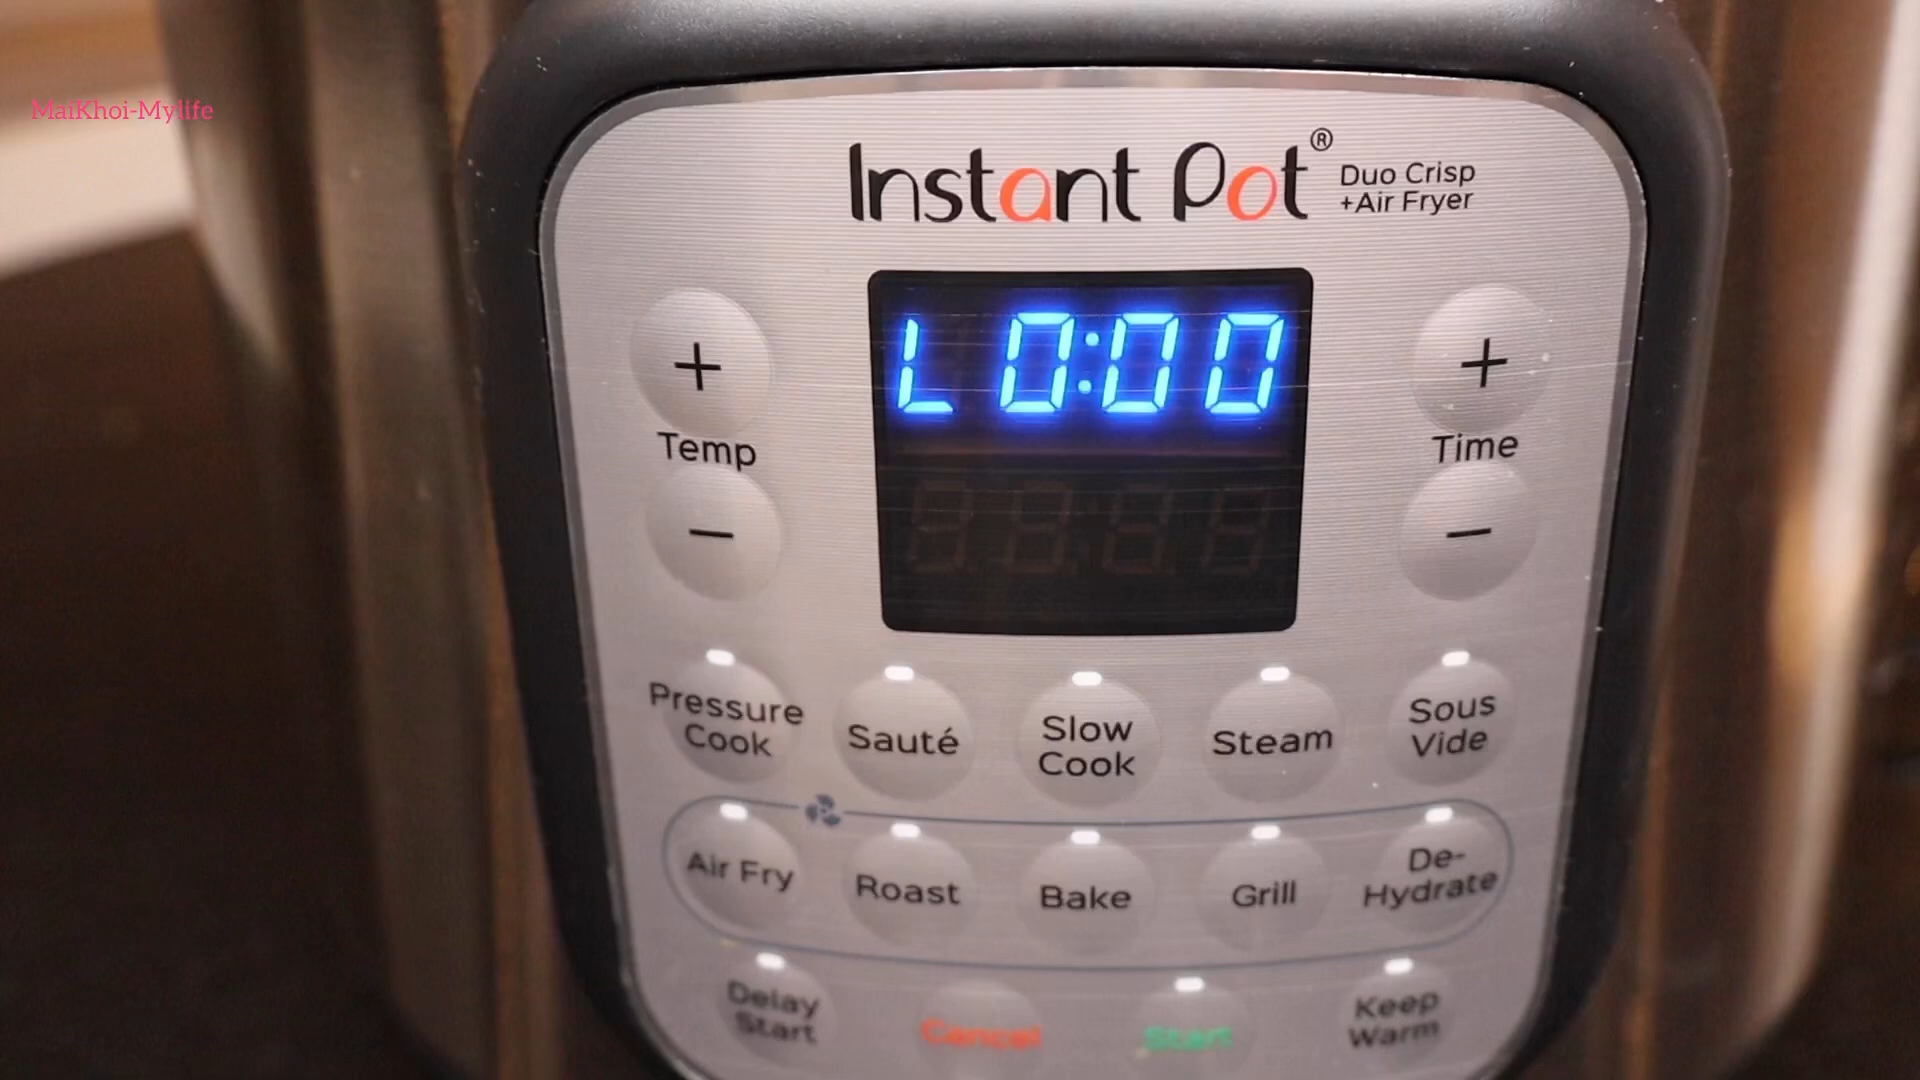 MaiKhoi-Mylife
Instant Pot®
Duo Crisp
+Air Fryer
L 0:00
+
+
Temp
Time
−
−
Pressure
Cook
Sauté
Slow
Cook
Steam
Sous
Vide
Air Fry
Roast
Bake
Grill
De-
Hydrate
Delay
Start
Cancel
Start
Keep
Warm